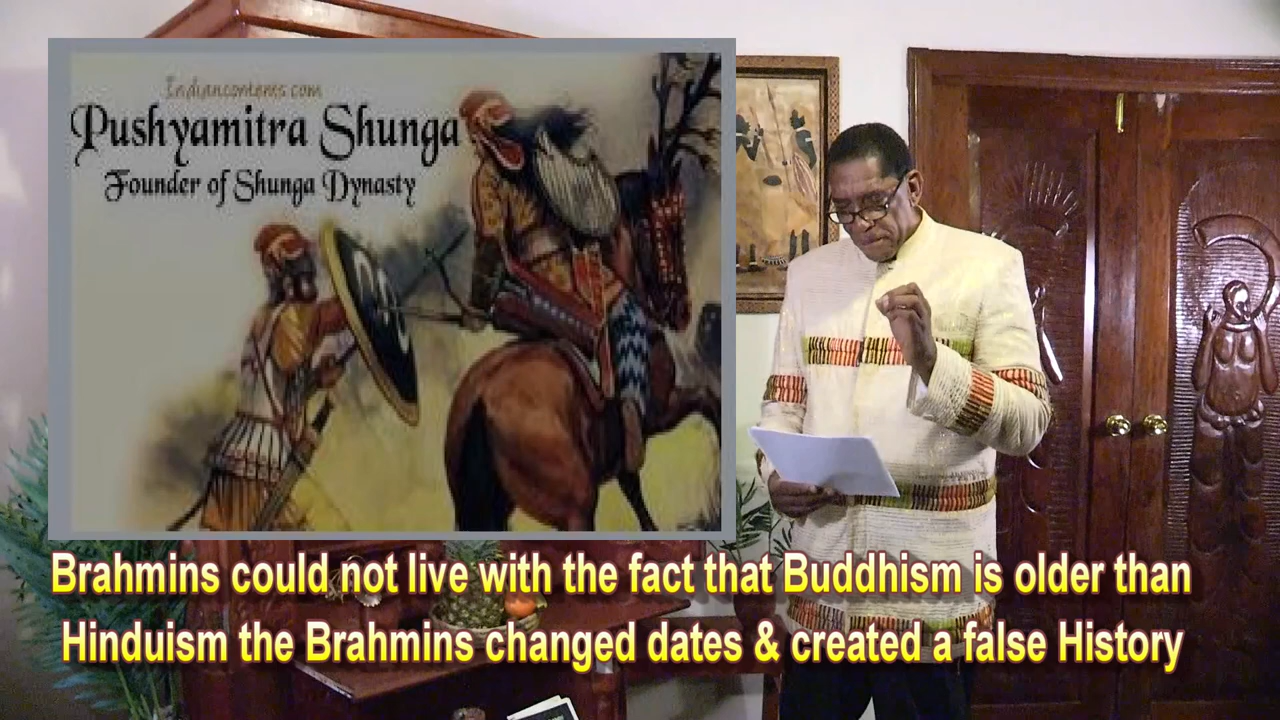 Indiancontents.com
Pushyamitra Shunga
Founder of Shunga Dynasty
Brahmins could not live with the fact that Buddhism is older than
Hinduism the Brahmins changed dates & created a false History